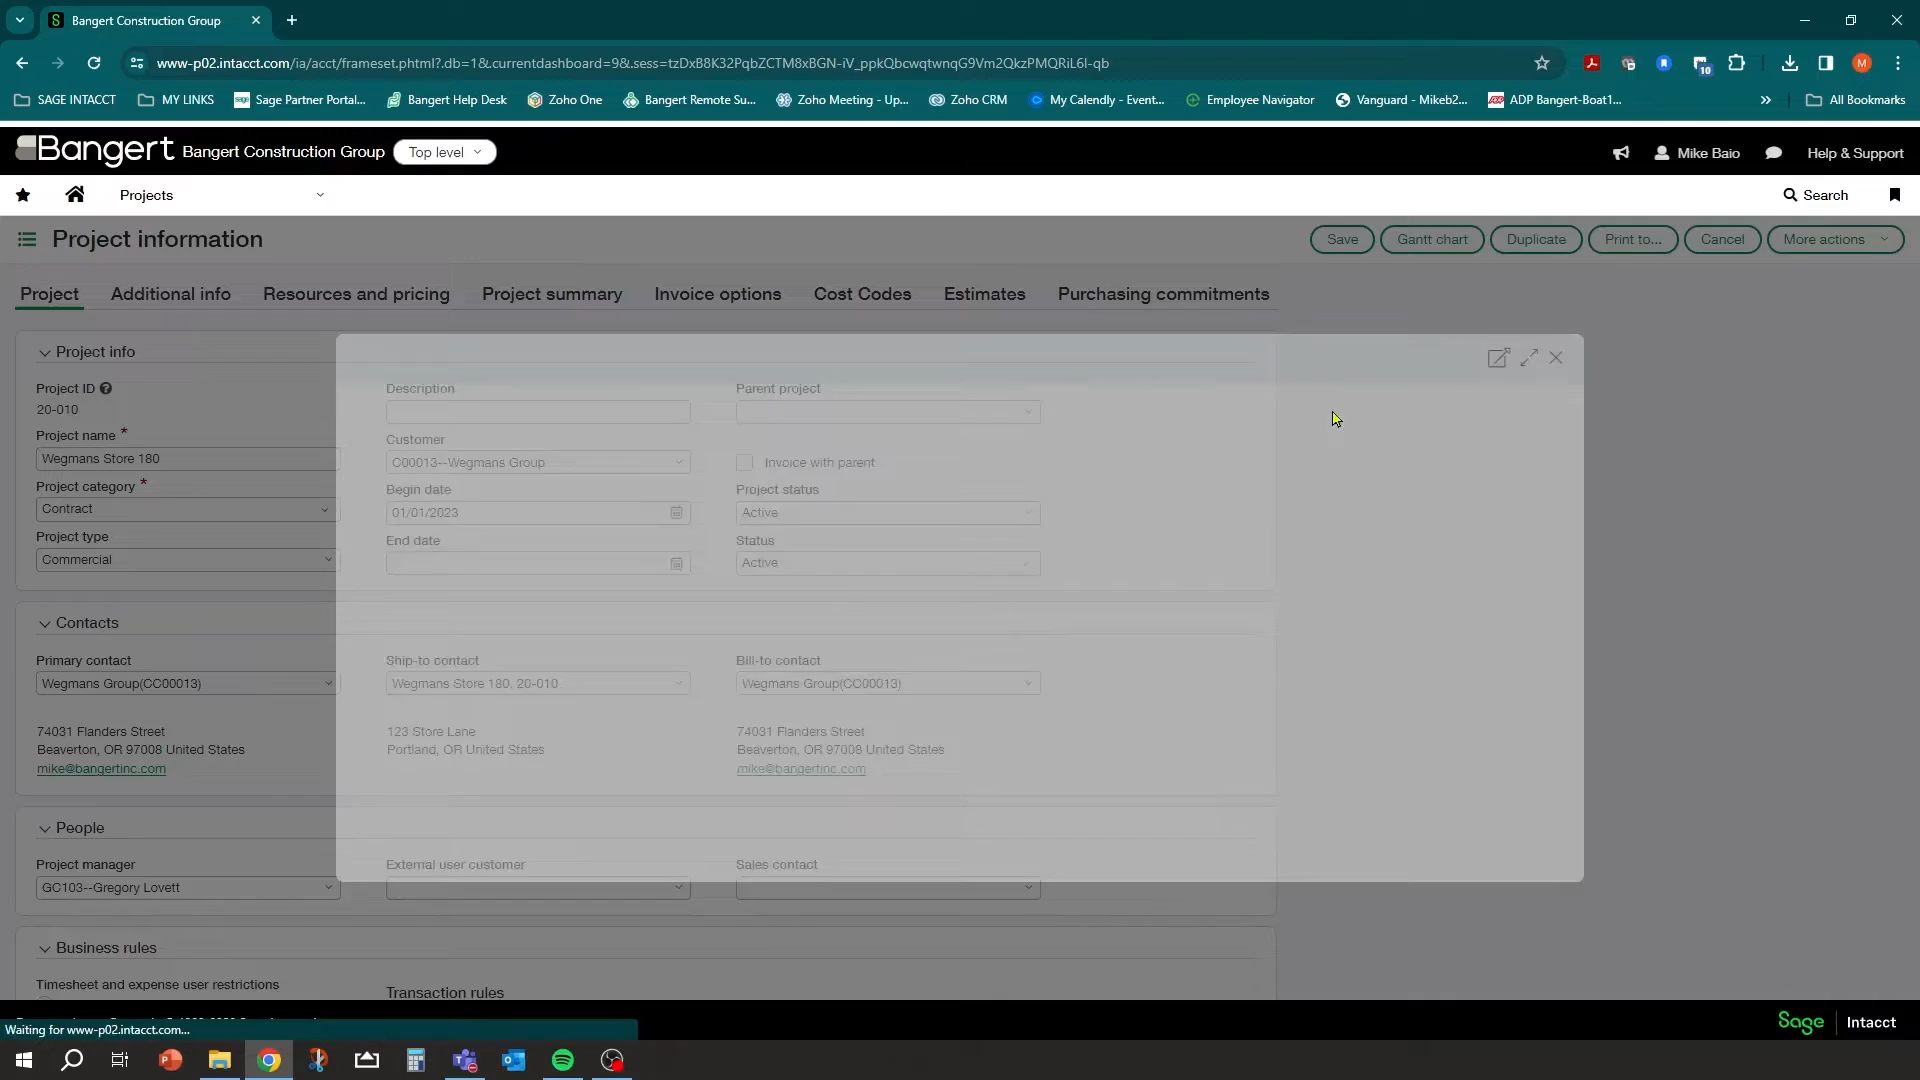 Bangert Construction Group
www-p02.intacct.com/ia/acct/frameset.phtml?.db=1&.currentdashboard=9&.sess=tzDxB8K32PqbZCTM8xBGN-iV_ppkQbcwqtwnqG9Vm2QkzPMQRiL6l-qb
10
M
SAGE INTACCT
MY LINKS
Sage Partner Portal...
Bangert Help Desk
Zoho One
Bangert Remote Su...
Zoho Meeting - Up...
Zoho CRM
My Calendly - Event...
Employee Navigator
Vanguard - Mikeb2...
ADP Bangert-Boat1...
All Bookmarks
Bangert Bangert Construction Group Top level
Mike Baio Help & Support
Projects
Search
Project information
Save Gantt chart Duplicate Print to... Cancel More actions
Project Additional info Resources and pricing Project summary Invoice options Cost Codes Estimates Purchasing commitments
Project info
Project ID
20-010
Project name *
Wegmans Store 180
Project category *
Contract
Project type
Commercial
Description
Customer
C00013--Wegmans Group
Begin date
01/01/2023
End date
Parent project
Invoice with parent
Project status
Active
Status
Active
Contacts
Primary contact
Wegmans Group(CC00013)
74031 Flanders Street
Beaverton, OR 97008 United States
mike@bangertinc.com
Ship-to contact
Wegmans Store 180, 20-010
123 Store Lane
Portland, OR United States
Bill-to contact
Wegmans Group(CC00013)
74031 Flanders Street
Beaverton, OR 97008 United States
mike@bangertinc.com
People
Project manager
GC103--Gregory Lovett
External user customer
Sales contact
Business rules
Timesheet and expense user restrictions
Transaction rules
Waiting for www-p02.intacct.com...
Sage Intacct